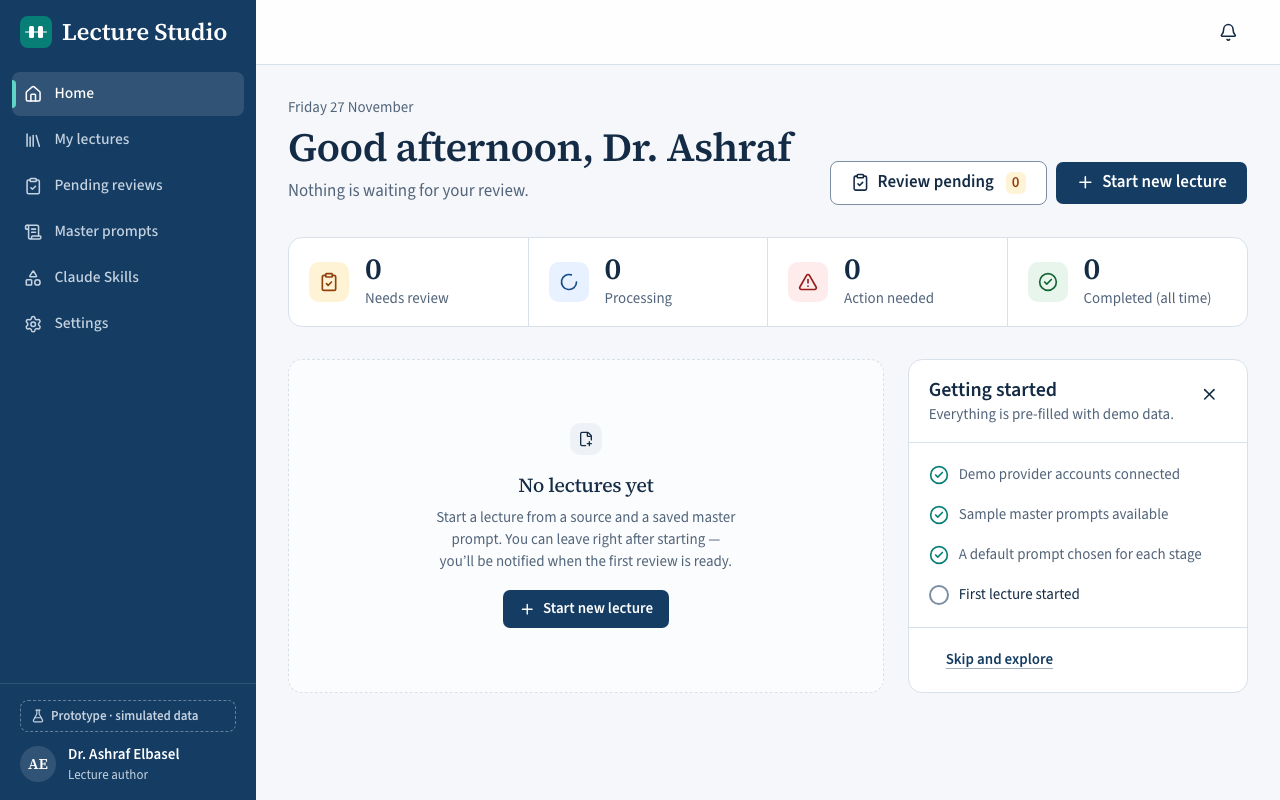 Lecture Studio
Home
My lectures
Pending reviews
Master prompts
Claude Skills
Settings
Prototype · simulated data
AE
Dr. Ashraf Elbasel
Lecture author
Friday 27 November
Good afternoon, Dr. Ashraf
Nothing is waiting for your review.
Review pending 0
Start new lecture
0
Needs review
0
Processing
0
Action needed
0
Completed (all time)
No lectures yet
Start a lecture from a source and a saved master
prompt. You can leave right after starting —
you’ll be notified when the first review is ready.
Start new lecture
Getting started
Everything is pre-filled with demo data.
Demo provider accounts connected
Sample master prompts available
A default prompt chosen for each stage
First lecture started
Skip and explore